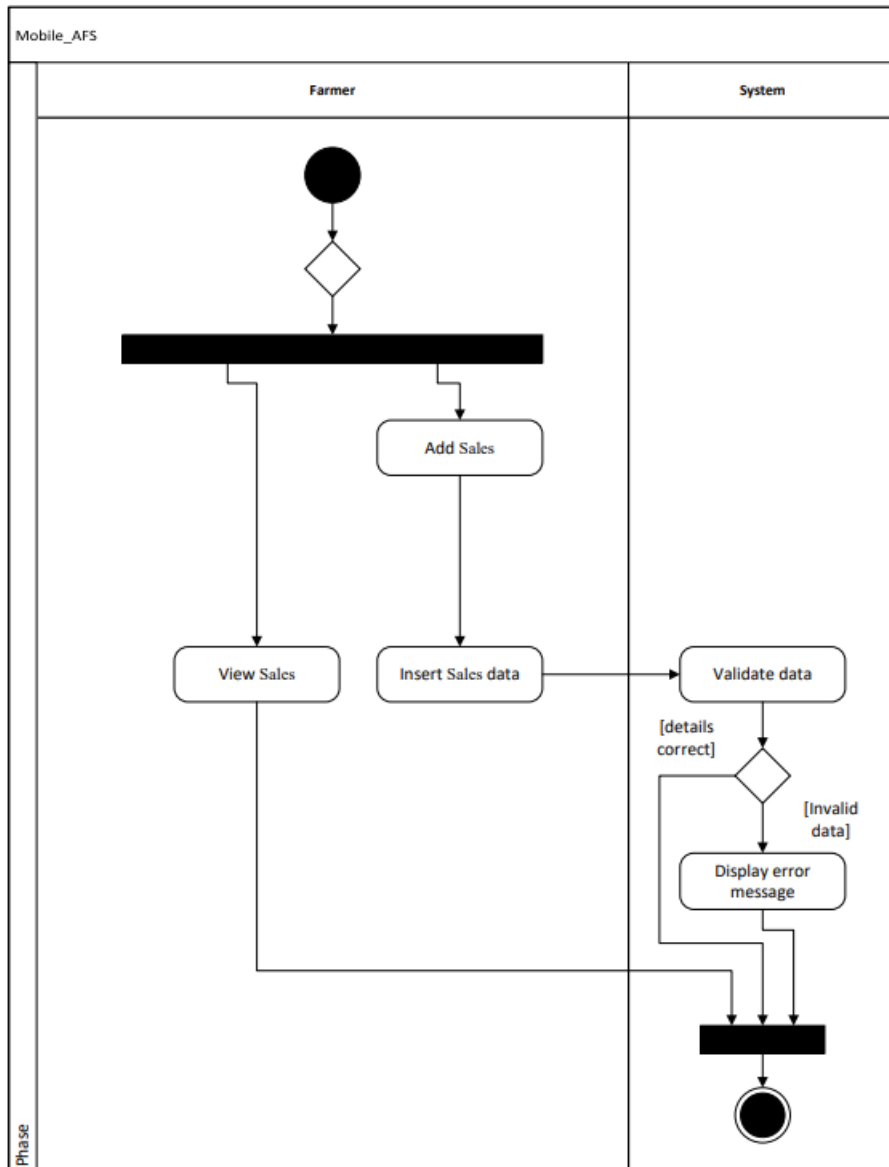 Mobile_AFS
Farmer
System
Add Sales
View Sales
Insert Sales data
Validate data
[details
correct]
[Invalid
data]
Display error
message
Phase